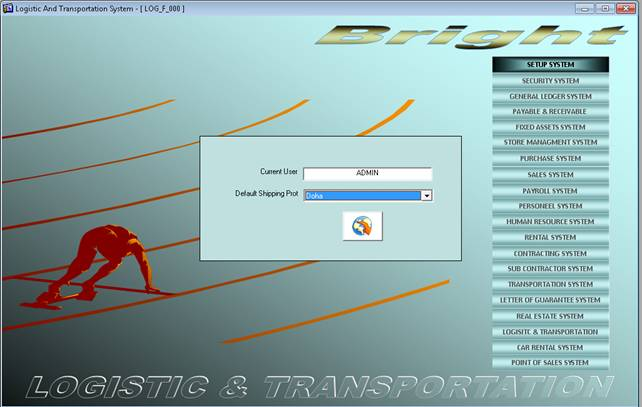 Logistic And Transportation System - [ LOG_F_000 ]
Bright
SETUP SYSTEM
SECURITY SYSTEM
GENERAL LEDGER SYSTEM
PAYABLE & RECEIVABLE
FIXED ASSETS SYSTEM
STORE MANAGMENT SYSTEM
PURCHASE SYSTEM
SALES SYSTEM
PAYROLL SYSTEM
PERSONEEL SYSTEM
HUMAN RESOURCE SYSTEM
RENTAL SYSTEM
CONTRACTING SYSTEM
SUB CONTRACTOR SYSTEM
TRANSPORTATION SYSTEM
LETTER OF GUARANTEE SYSTEM
REAL ESTATE SYSTEM
LOGISITC & TRANSPORTATION
CAR RENTAL SYSTEM
POINT OF SALES SYSTEM
Current User ADMIN
Default Shipping Prot Doha
LOGISTIC & TRANSPORTATION